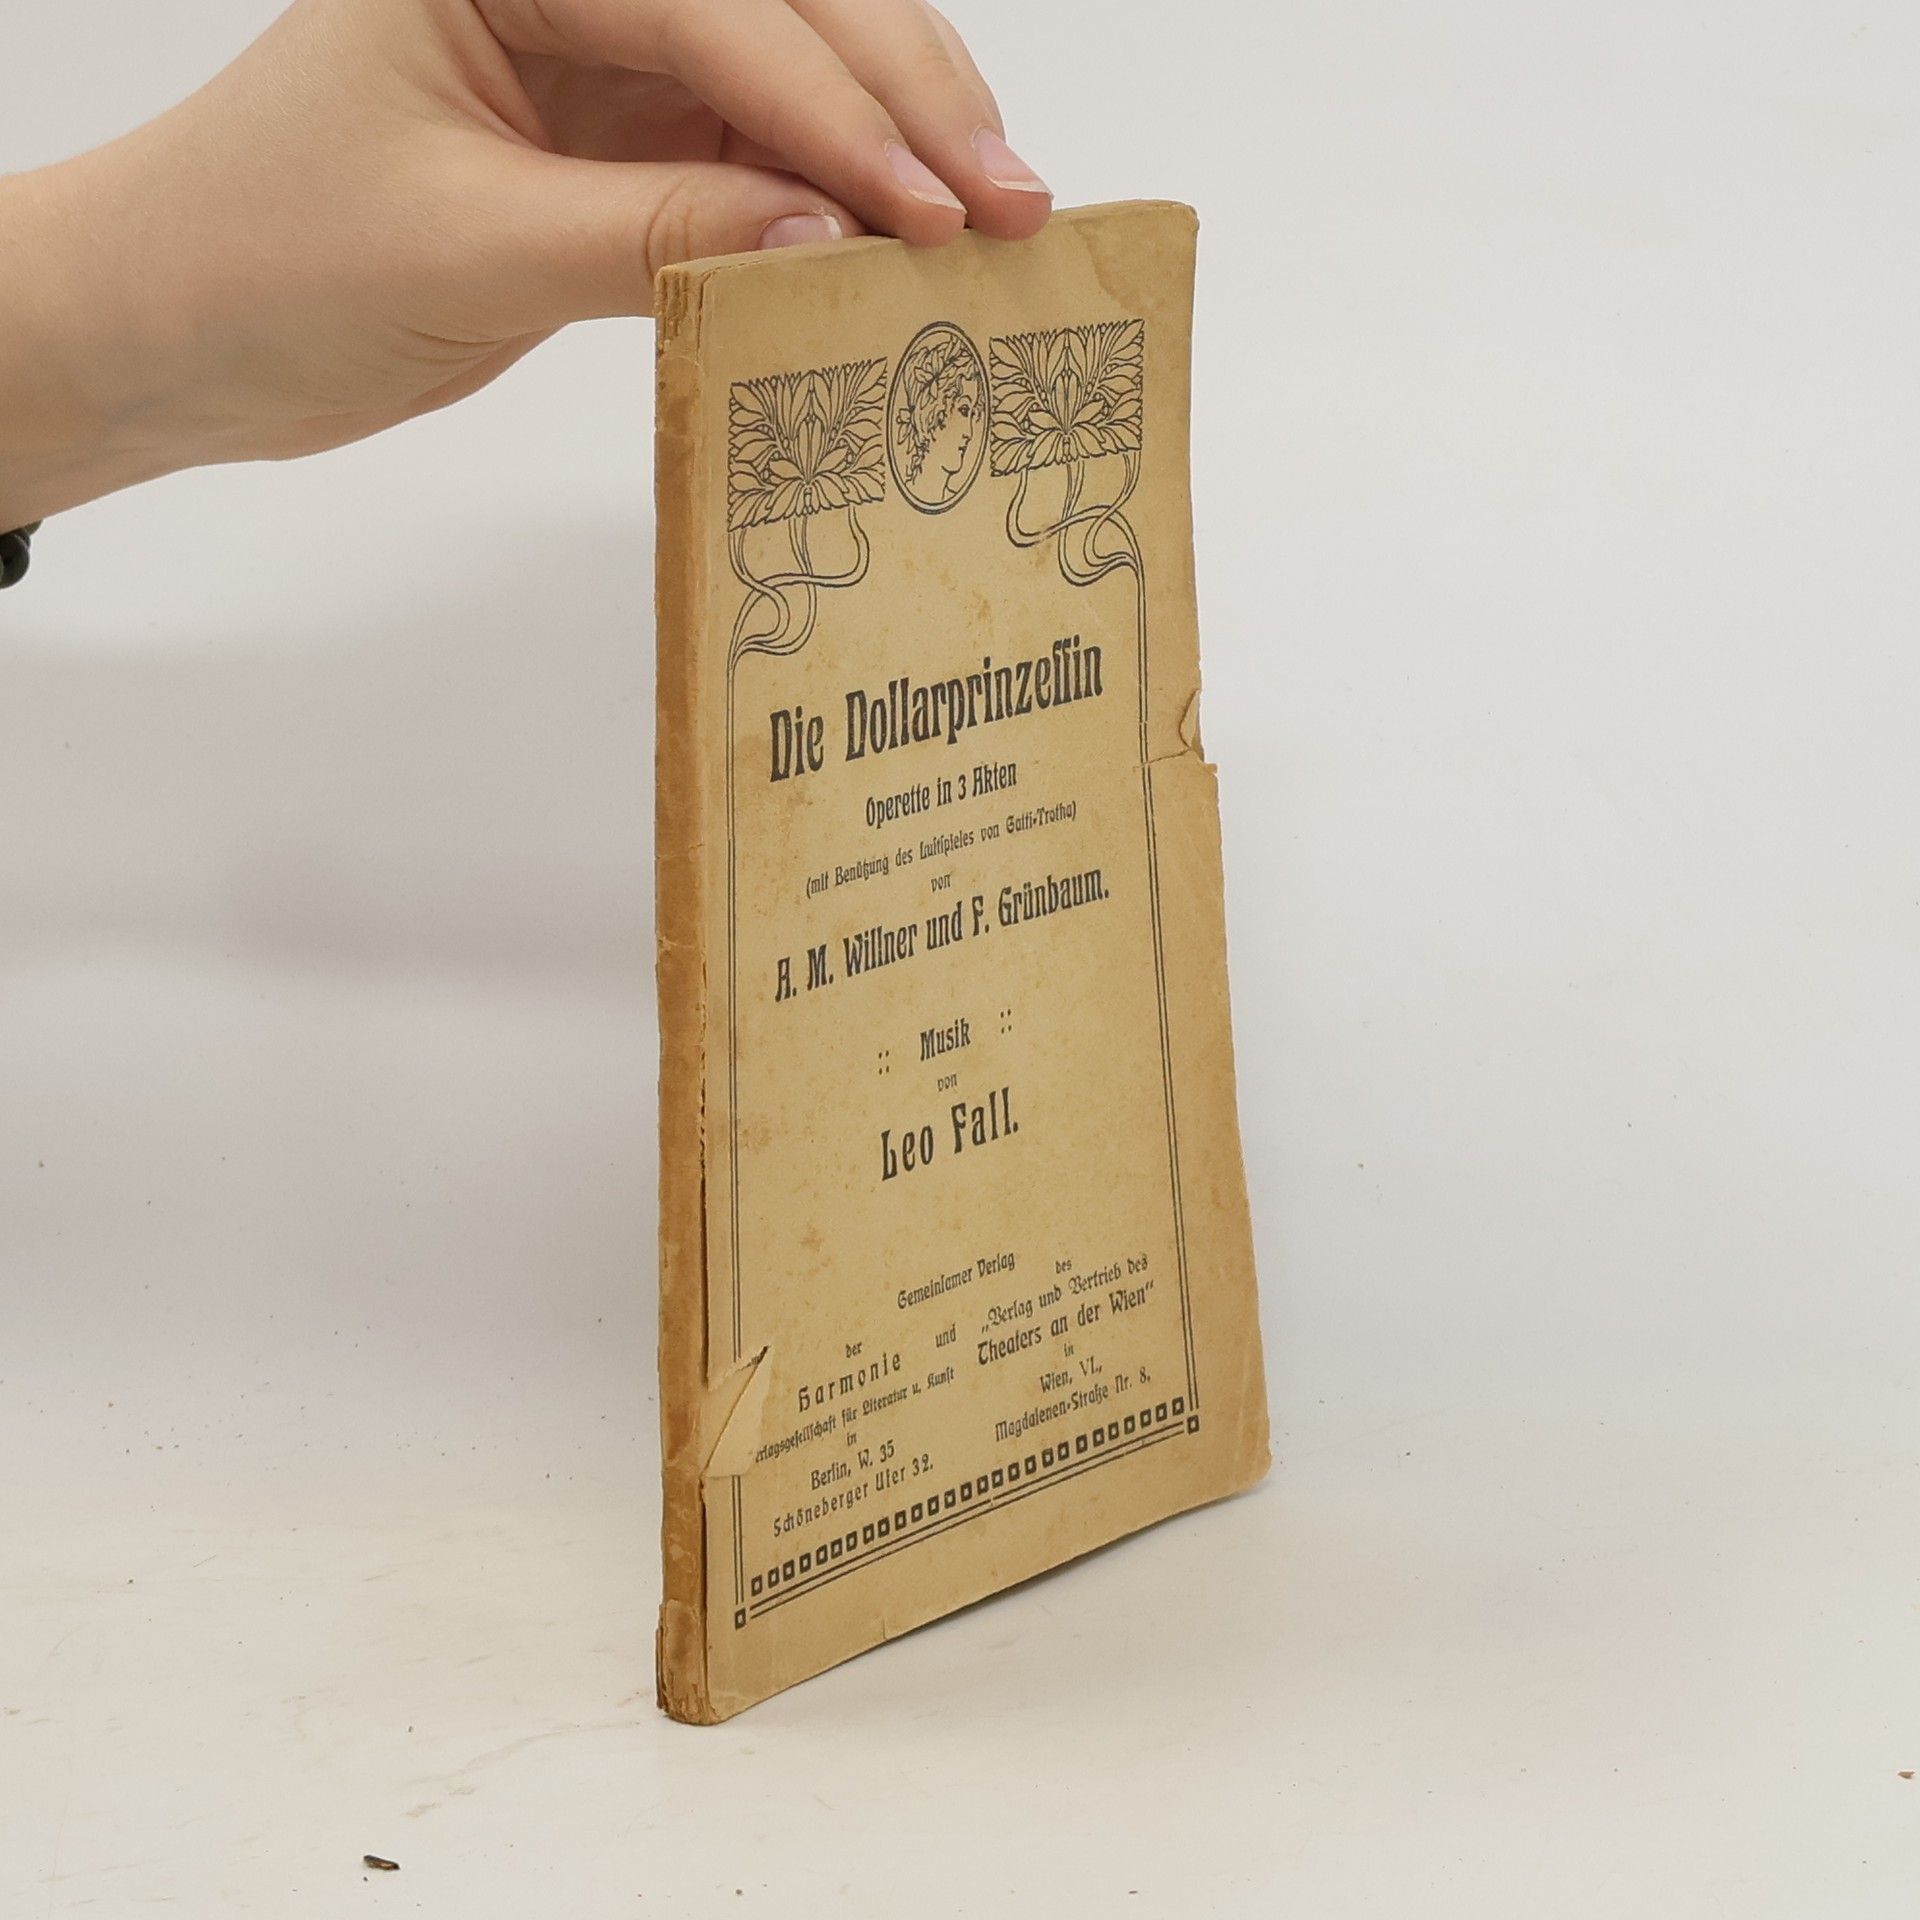 Die Dollarprinzeſſin
Operette in 3 Akten
(mit Benützung des Luſtſpieles von Gatti-Trotha)
von
A. M. Willner und F. Grünbaum.
:: Musik ::
von
Leo Fall.
Gemeinſamer Verlag
der
Harmonie
erlagsgeſellſchaft für Literatur u. Kunſt
in
Berlin, W. 35
Schöneberger Ufer 32.
und
des
„Verlag und Vertrieb des
Theaters an der Wien“
in
Wien, VI.,
Magdalenen-Straße Nr. 8.